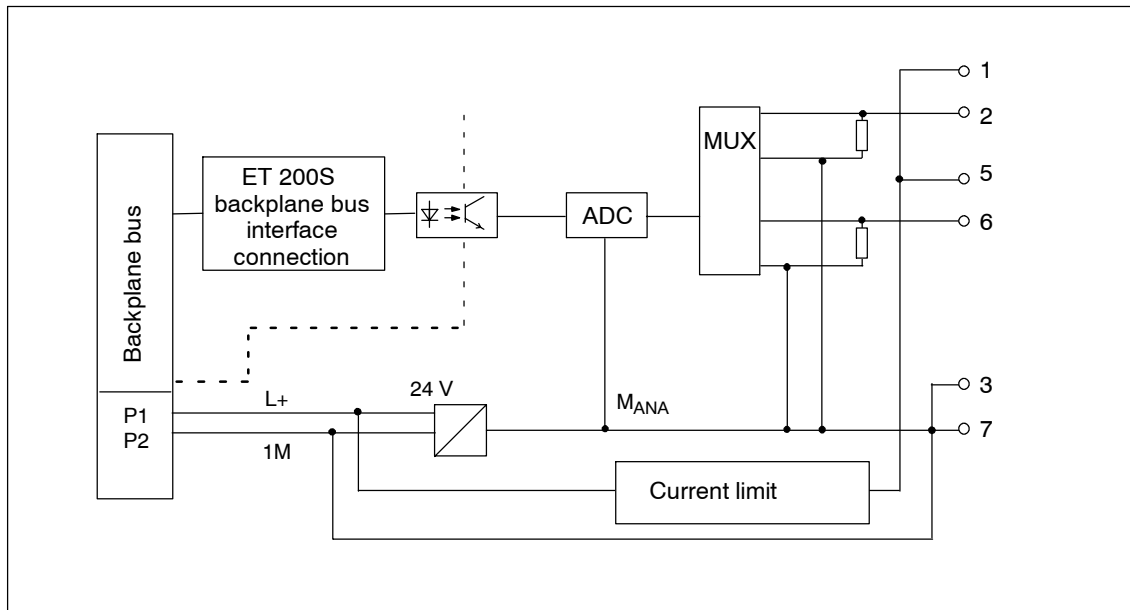 1
2
MUX
ET 200S
backplane bus
interface
connection
ADC
5
6
Backplane bus
24 V
L+
MANA
3
P1
P2
1M
7
Current limit